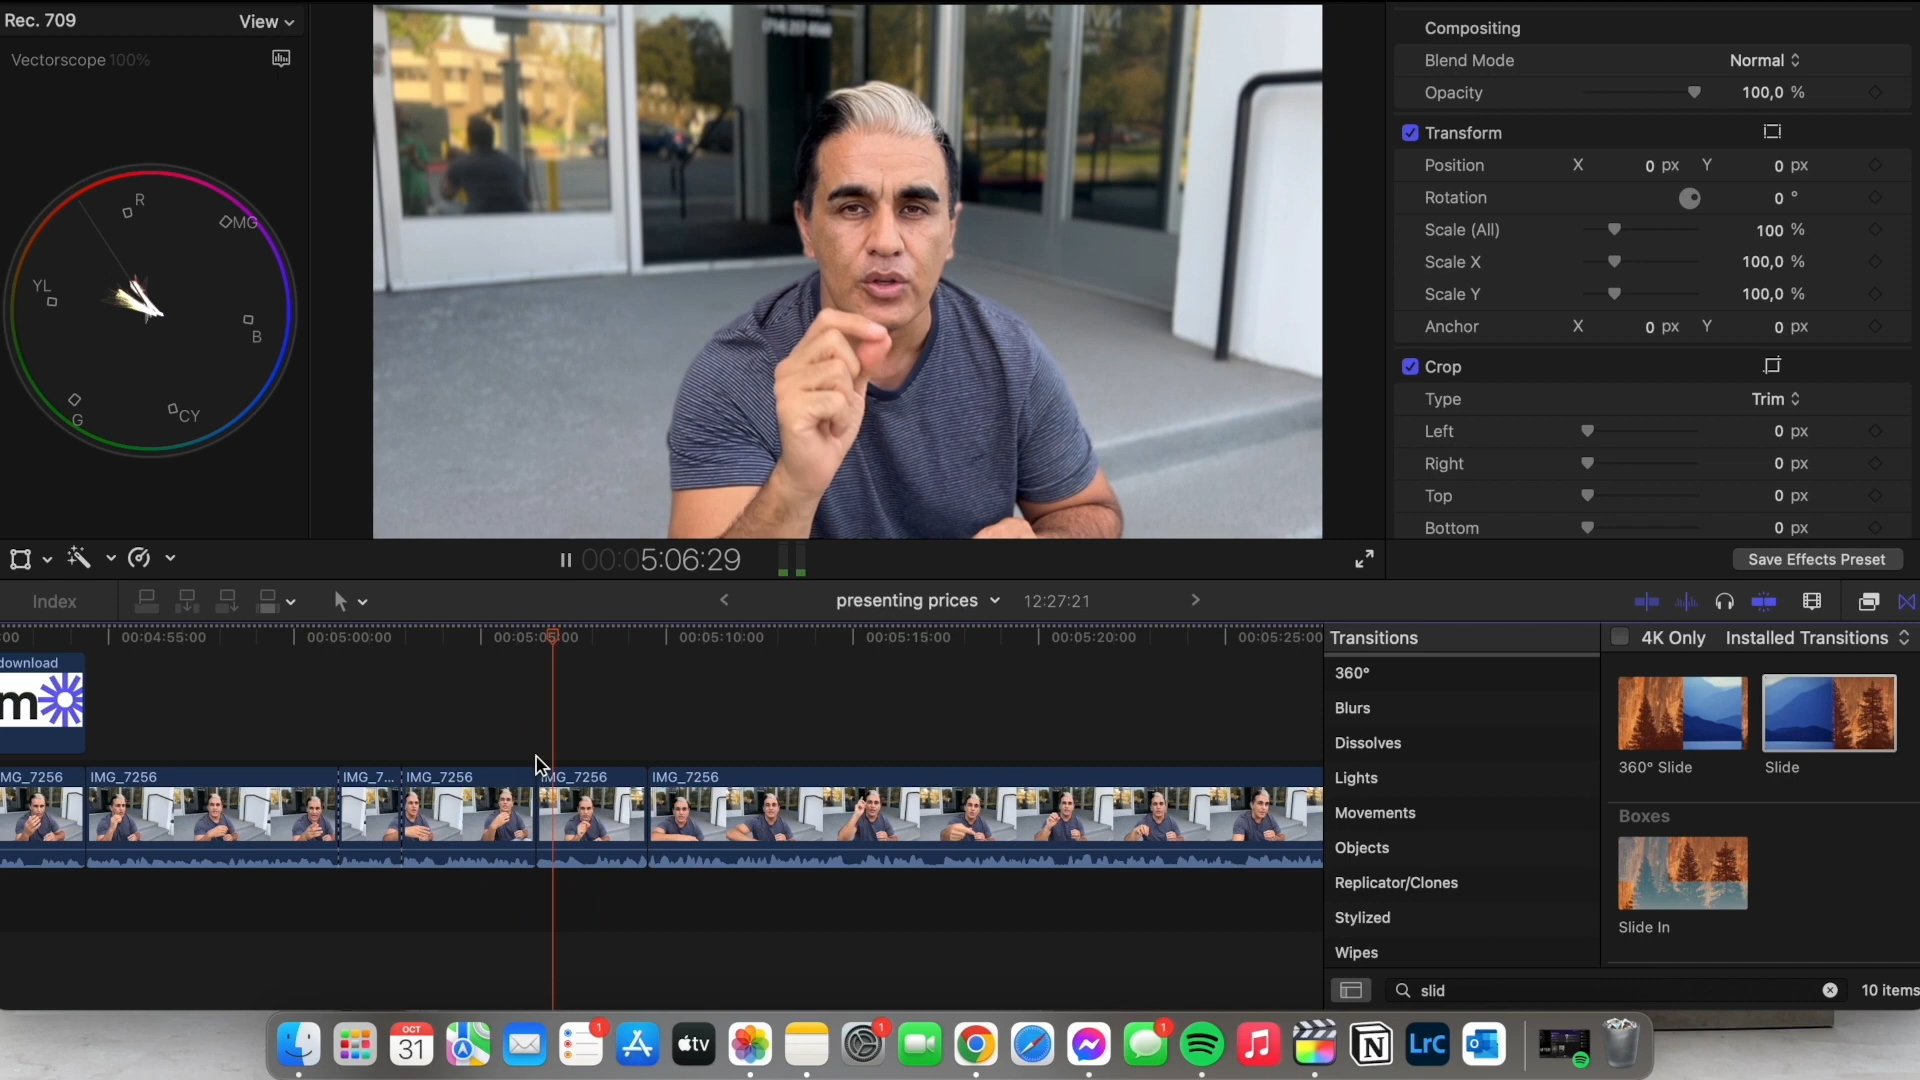 Rec. 709
View
Vectorscope 100%
R
MG
YL
B
G
CY
Compositing
Blend Mode Normal
Opacity 100,0 %
Transform
Position X 0 px Y 0 px
Rotation 0 °
Scale (All) 100 %
Scale X 100,0 %
Scale Y 100,0 %
Anchor X 0 px Y 0 px
Crop
Type Trim
Left 0 px
Right 0 px
Top 0 px
Bottom 0 px
00:05:06:29
Save Effects Preset
Index
presenting prices 12:27:21
:00 00:04:55:00 00:05:00:00 00:05:05:00 00:05:10:00 00:05:15:00 00:05:20:00 00:05:25:00
download
m
MG_7256 IMG_7256 IMG_7... IMG_7256 IMG_7256 IMG_7256
Transitions
360°
Blurs
Dissolves
Lights
Movements
Objects
Replicator/Clones
Stylized
Wipes
4K Only Installed Transitions
360° Slide Slide
Boxes
Slide In
slid
10 items
OCT
31
1
tv
1
1
N
LrC